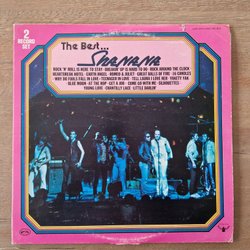 2
RECORD
SET
The Best...
Sha Na Na
ROCK 'N' ROLL IS HERE TO STAY · BREAKIN' UP IS HARD TO DO · ROCK AROUND THE CLOCK
HEARTBREAK HOTEL · EARTH ANGEL · ROMEO & JULIET · GREAT BALLS OF FIRE · 16 CANDLES
WHY DO FOOLS FALL IN LOVE · TEENAGER IN LOVE · TELL LAURA I LOVE HER · YAKETY YAK
BLUE MOON · AT THE HOP · GET A JOB · COME GO WITH ME · SILHOUETTES
YOUNG LOVE · CHANTILLY LACE · LITTLE DARLIN'